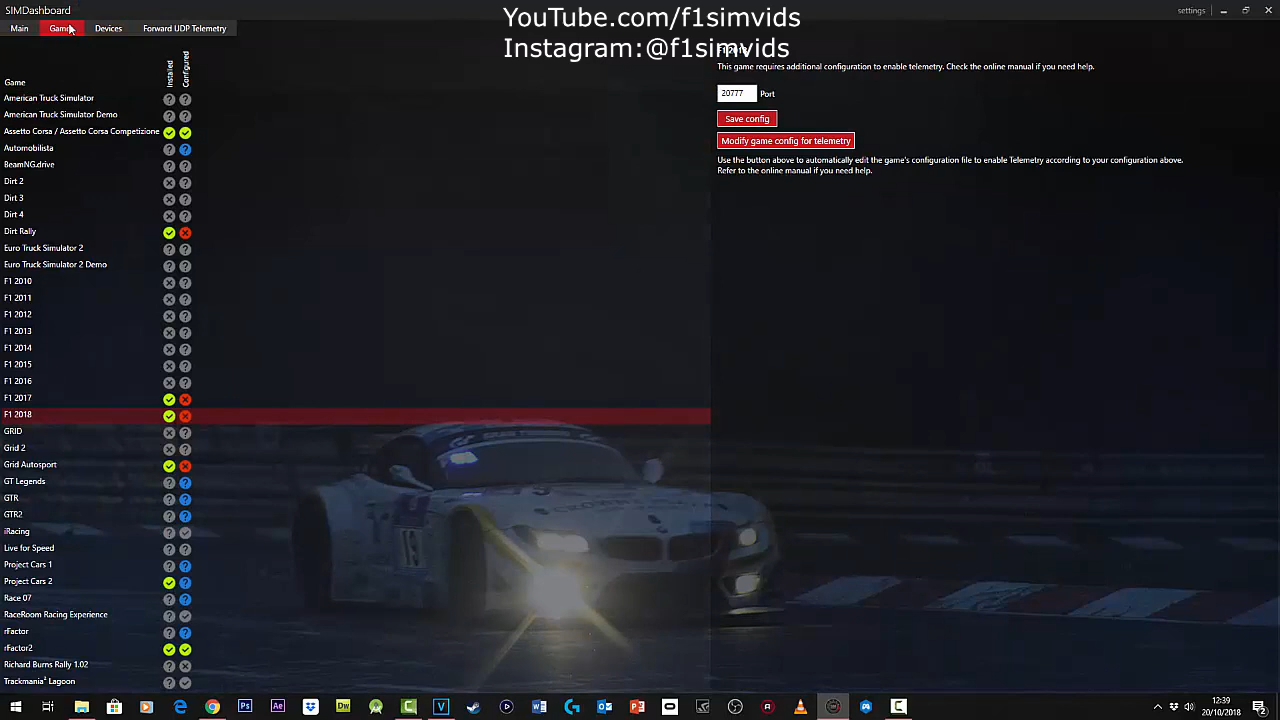 SIMDashboard
settings
YouTube.com/f1simvids
Instagram:@f1simvids
Main
Games
Devices
Forward UDP Telemetry
Game
Installed
Configured
American Truck Simulator
American Truck Simulator Demo
Assetto Corsa / Assetto Corsa Competizione
Automobilista
BeamNG.drive
Dirt 2
Dirt 3
Dirt 4
Dirt Rally
Euro Truck Simulator 2
Euro Truck Simulator 2 Demo
F1 2010
F1 2011
F1 2012
F1 2013
F1 2014
F1 2015
F1 2016
F1 2017
F1 2018
GRID
Grid 2
Grid Autosport
GT Legends
GTR
GTR2
iRacing
Live for Speed
Project Cars 1
Project Cars 2
Race 07
RaceRoom Racing Experience
rFactor
rFactor2
Richard Burns Rally 1.02
Trackmania² Lagoon
This game requires additional configuration to enable telemetry. Check the online manual if you need help.
20777 Port
Save config
Modify game config for telemetry
Use the button above to automatically edit the game's configuration file to enable Telemetry according to your configuration above.
Refer to the online manual if you need help.
12:39
20/10/2018